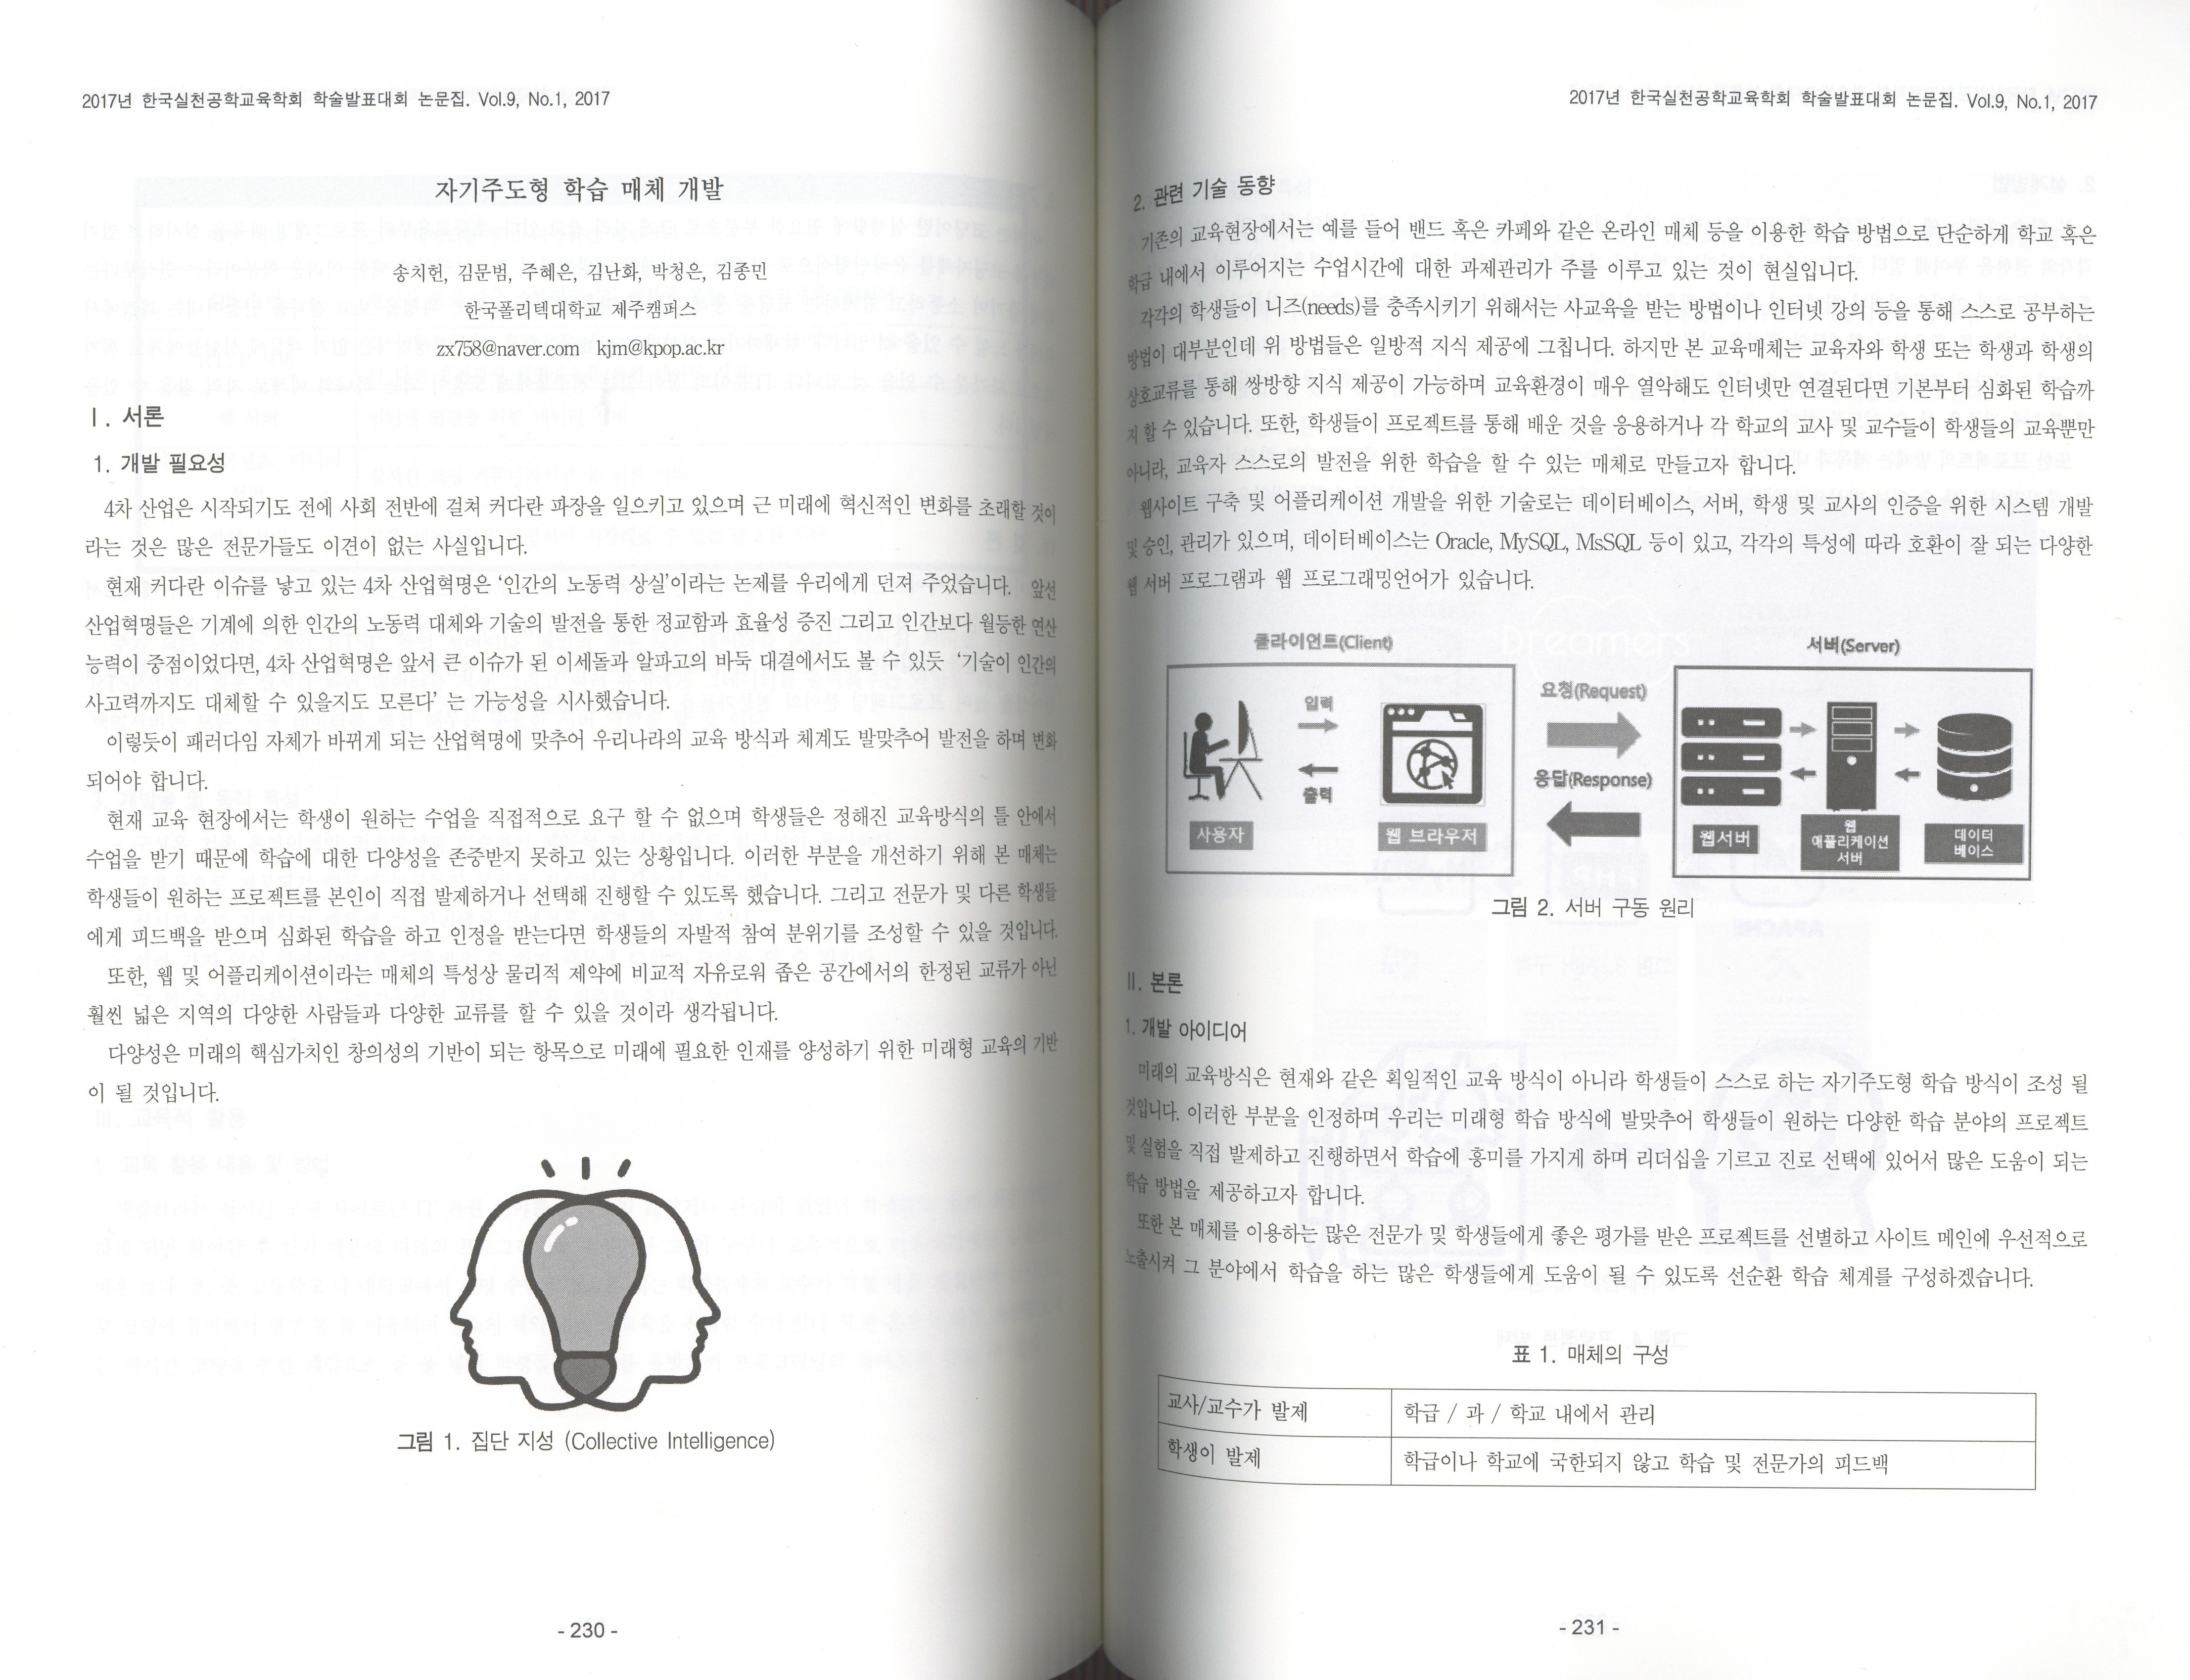 2017년 한국실천공학교육학회 학술발표대회 논문집. Vol.9, No.1, 2017
자기주도형 학습 매체 개발
송치헌, 김문범, 주혜은, 김난화, 박청은, 김종민
한국폴리텍대학교 제주캠퍼스
zx758@naver.com kjm@kpop.ac.kr
Ⅰ. 서론
1. 개발 필요성
4차 산업은 시작되기도 전에 사회 전반에 걸쳐 커다란 파장을 일으키고 있으며 근 미래에 혁신적인 변화를 초래할 것이
라는 것은 많은 전문가들도 이견이 없는 사실입니다.
현재 커다란 이슈를 낳고 있는 4차 산업혁명은 ‘인간의 노동력 상실’이라는 논제를 우리에게 던져 주었습니다. 앞선
산업혁명들은 기계에 의한 인간의 노동력 대체와 기술의 발전을 통한 정교함과 효율성 증진 그리고 인간보다 월등한 연산
능력이 중점이었다면, 4차 산업혁명은 앞서 큰 이슈가 된 이세돌과 알파고의 바둑 대결에서도 볼 수 있듯 ‘기술이 인간의
사고력까지도 대체할 수 있을지도 모른다’ 는 가능성을 시사했습니다.
이렇듯이 패러다임 자체가 바뀌게 되는 산업혁명에 맞추어 우리나라의 교육 방식과 체계도 발맞추어 발전을 하며 변화
되어야 합니다.
현재 교육 현장에서는 학생이 원하는 수업을 직접적으로 요구 할 수 없으며 학생들은 정해진 교육방식의 틀 안에서
수업을 받기 때문에 학습에 대한 다양성을 존중받지 못하고 있는 상황입니다. 이러한 부분을 개선하기 위해 본 매체는
학생들이 원하는 프로젝트를 본인이 직접 발제하거나 선택해 진행할 수 있도록 했습니다. 그리고 전문가 및 다른 학생들
에게 피드백을 받으며 심화된 학습을 하고 인정을 받는다면 학생들의 자발적 참여 분위기를 조성할 수 있을 것입니다.
또한, 웹 및 어플리케이션이라는 매체의 특성상 물리적 제약에 비교적 자유로워 좁은 공간에서의 한정된 교류가 아닌
훨씬 넓은 지역의 다양한 사람들과 다양한 교류를 할 수 있을 것이라 생각됩니다.
다양성은 미래의 핵심가치인 창의성의 기반이 되는 항목으로 미래에 필요한 인재를 양성하기 위한 미래형 교육의 기반
이 될 것입니다.
그림 1. 집단 지성 (Collective Intelligence)
- 230 -
2017년 한국실천공학교육학회 학술발표대회 논문집. Vol.9, No.1, 2017
2. 관련 기술 동향
기존의 교육현장에서는 예를 들어 밴드 혹은 카페와 같은 온라인 매체 등을 이용한 학습 방법으로 단순하게 학교 혹은
학급 내에서 이루어지는 수업시간에 대한 과제관리가 주를 이루고 있는 것이 현실입니다.
각각의 학생들이 니즈(needs)를 충족시키기 위해서는 사교육을 받는 방법이나 인터넷 강의 등을 통해 스스로 공부하는
방법이 대부분인데 위 방법들은 일방적 지식 제공에 그칩니다. 하지만 본 교육매체는 교육자와 학생 또는 학생과 학생의
상호교류를 통해 쌍방향 지식 제공이 가능하며 교육환경이 매우 열악해도 인터넷만 연결된다면 기본부터 심화된 학습까
지 할 수 있습니다. 또한, 학생들이 프로젝트를 통해 배운 것을 응용하거나 각 학교의 교사 및 교수들이 학생들의 교육뿐만
아니라, 교육자 스스로의 발전을 위한 학습을 할 수 있는 매체로 만들고자 합니다.
웹사이트 구축 및 어플리케이션 개발을 위한 기술로는 데이터베이스, 서버, 학생 및 교사의 인증을 위한 시스템 개발
및 승인, 관리가 있으며, 데이터베이스는 Oracle, MySQL, MsSQL 등이 있고, 각각의 특성에 따라 호환이 잘 되는 다양한
웹 서버 프로그램과 웹 프로그래밍언어가 있습니다.
클라이언트(Client)
Dreamers
서버(Server)
입력
출력
요청(Request)
응답(Response)
사용자
웹 브라우저
웹서버
웹
애플리케이션
서버
데이터
베이스
그림 2. 서버 구동 원리
Ⅱ. 본론
1. 개발 아이디어
미래의 교육방식은 현재와 같은 획일적인 교육 방식이 아니라 학생들이 스스로 하는 자기주도형 학습 방식이 조성 될
것입니다. 이러한 부분을 인정하며 우리는 미래형 학습 방식에 발맞추어 학생들이 원하는 다양한 학습 분야의 프로젝트
및 실험을 직접 발제하고 진행하면서 학습에 흥미를 가지게 하며 리더십을 기르고 진로 선택에 있어서 많은 도움이 되는
학습 방법을 제공하고자 합니다.
또한 본 매체를 이용하는 많은 전문가 및 학생들에게 좋은 평가를 받은 프로젝트를 선별하고 사이트 메인에 우선적으로
노출시켜 그 분야에서 학습을 하는 많은 학생들에게 도움이 될 수 있도록 선순환 학습 체계를 구성하겠습니다.
표 1. 매체의 구성
교사/교수가 발제 학급 / 과 / 학교 내에서 관리
학생이 발제 학급이나 학교에 국한되지 않고 학습 및 전문가의 피드백
- 231 -